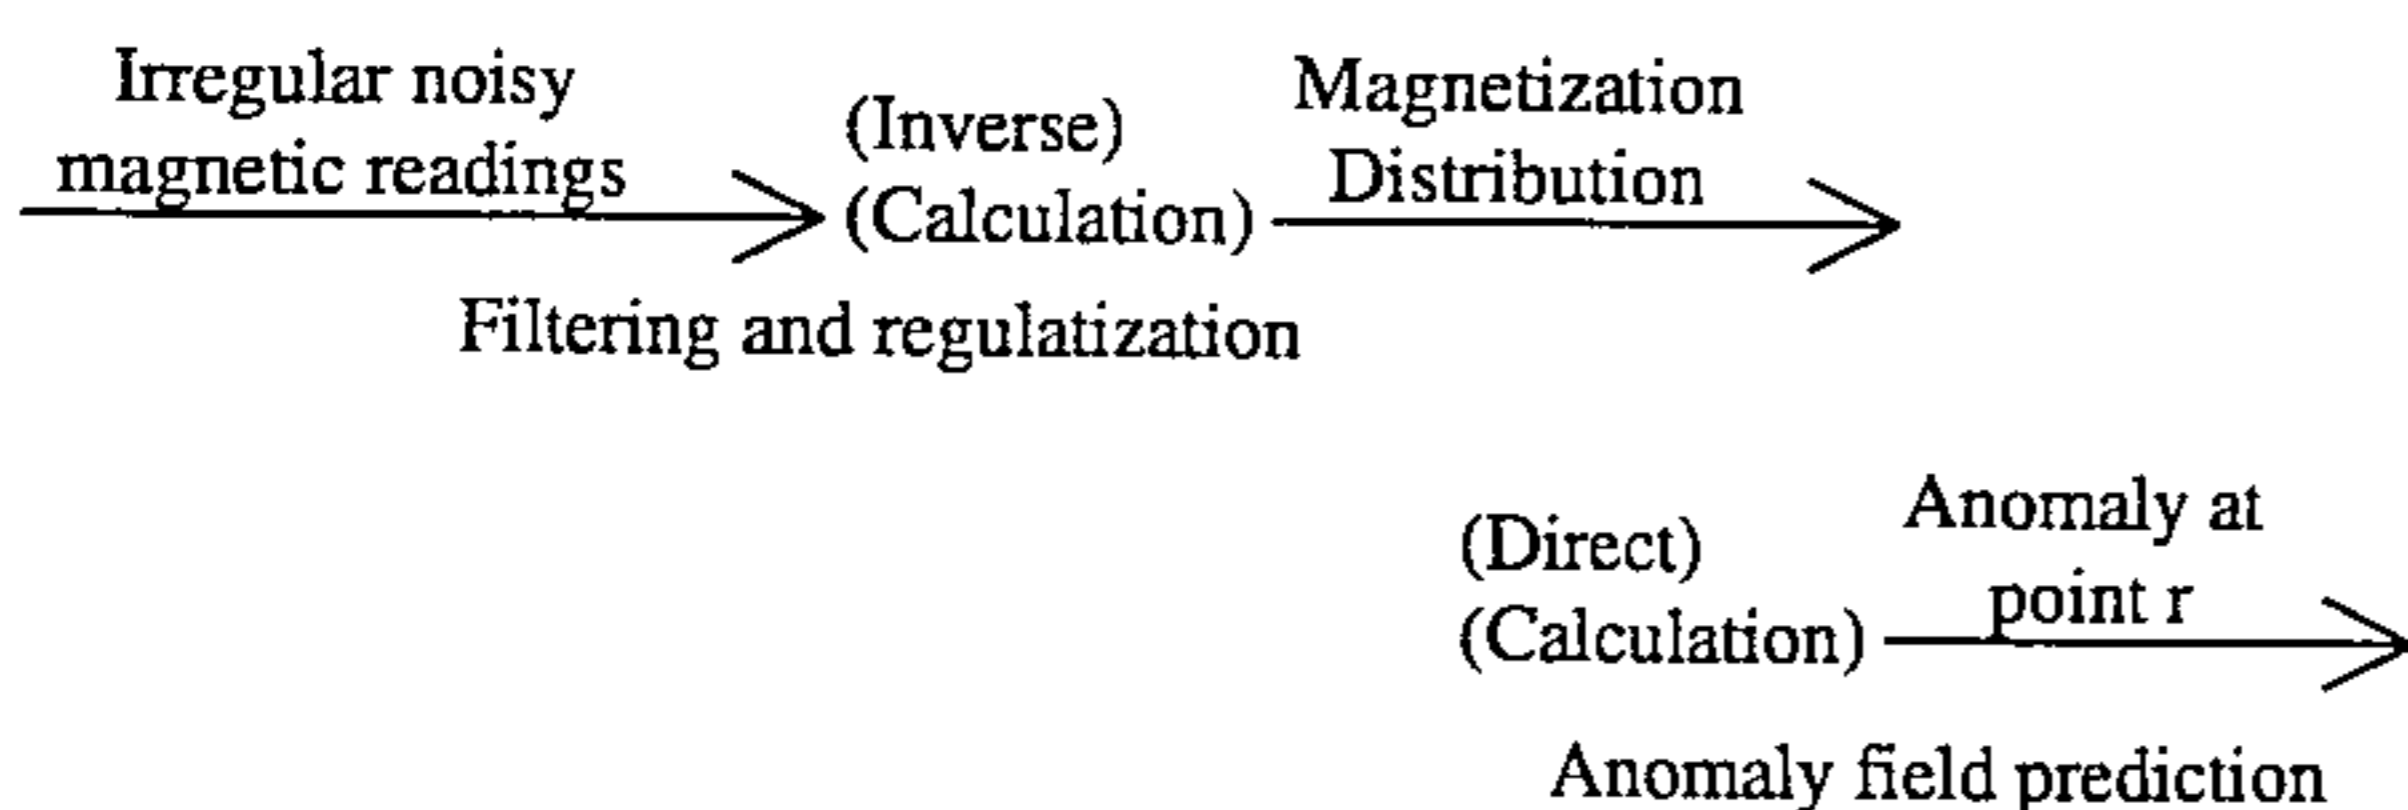 Irregular noisy
magnetic readings
(Inverse)
(Calculation)
Magnetization
Distribution
Filtering and regulatization
(Direct)
(Calculation)
Anomaly at
point r
Anomaly field prediction